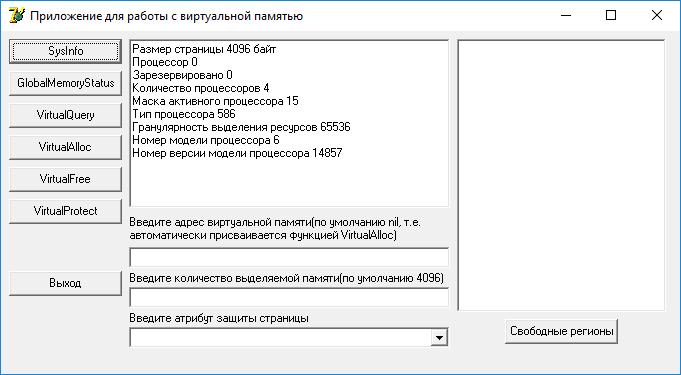 Приложение для работы с виртуальной памятью
SysInfo
GlobalMemoryStatus
VirtualQuery
VirtualAlloc
VirtualFree
VirtualProtect
Выход
Размер страницы 4096 байт
Процессор 0
Зарезервировано 0
Количество процессоров 4
Маска активного процессора 15
Тип процессора 586
Гранулярность выделения ресурсов 65536
Номер модели процессора 6
Номер версии модели процессора 14857
Введите адрес виртуальной памяти(по умолчанию nil, т.е.
автоматически присваивается функцией VirtualAlloc)
Введите количество выделяемой памяти(по умолчанию 4096)
Введите атрибут защиты страницы
Свободные регионы